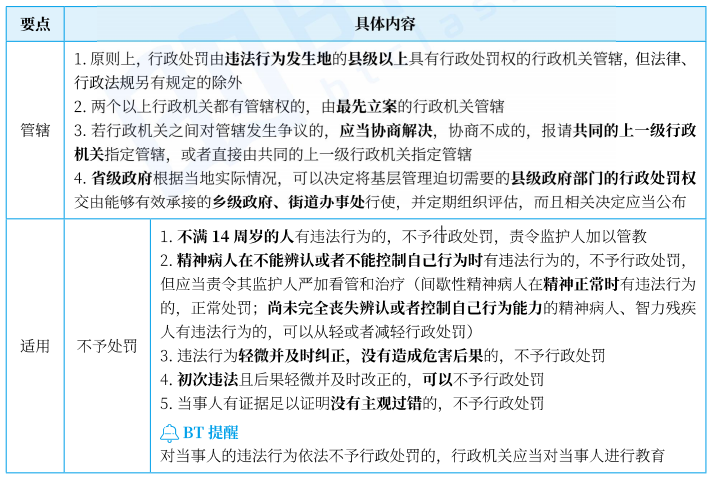 要点 具体内容
管辖
1. 原则上，行政处罚由违法行为发生地的县级以上具有行政处罚权的行政机关管辖，但法律、
行政法规另有规定的除外
2. 两个以上行政机关都有管辖权的，由最先立案的行政机关管辖
3. 若行政机关之间对管辖发生争议的，应当协商解决，协商不成的，报请共同的上一级行政
机关指定管辖，或者直接由共同的上一级行政机关指定管辖
4. 省级政府根据当地实际情况，可以决定将基层管理迫切需要的县级政府部门的行政处罚权
交由能够有效承接的乡级政府、街道办事处行使，并定期组织评估，而且相关决定应当公布
适用
不予处罚
1. 不满 14 周岁的人有违法行为的，不予行政处罚，责令监护人加以管教
2. 精神病人在不能辨认或者不能控制自己行为时有违法行为的，不予行政处罚，
但应当责令其监护人严加看管和治疗（间歇性精神病人在精神正常时有违法行为
的，正常处罚；尚未完全丧失辨认或者控制自己行为能力的精神病人、智力残疾
人有违法行为的，可以从轻或者减轻行政处罚）
3. 违法行为轻微并及时纠正，没有造成危害后果的，不予行政处罚
4. 初次违法且后果轻微并及时改正的，可以不予行政处罚
5. 当事人有证据足以证明没有主观过错的，不予行政处罚
BT 提醒
对当事人的违法行为依法不予行政处罚的，行政机关应当对当事人进行教育